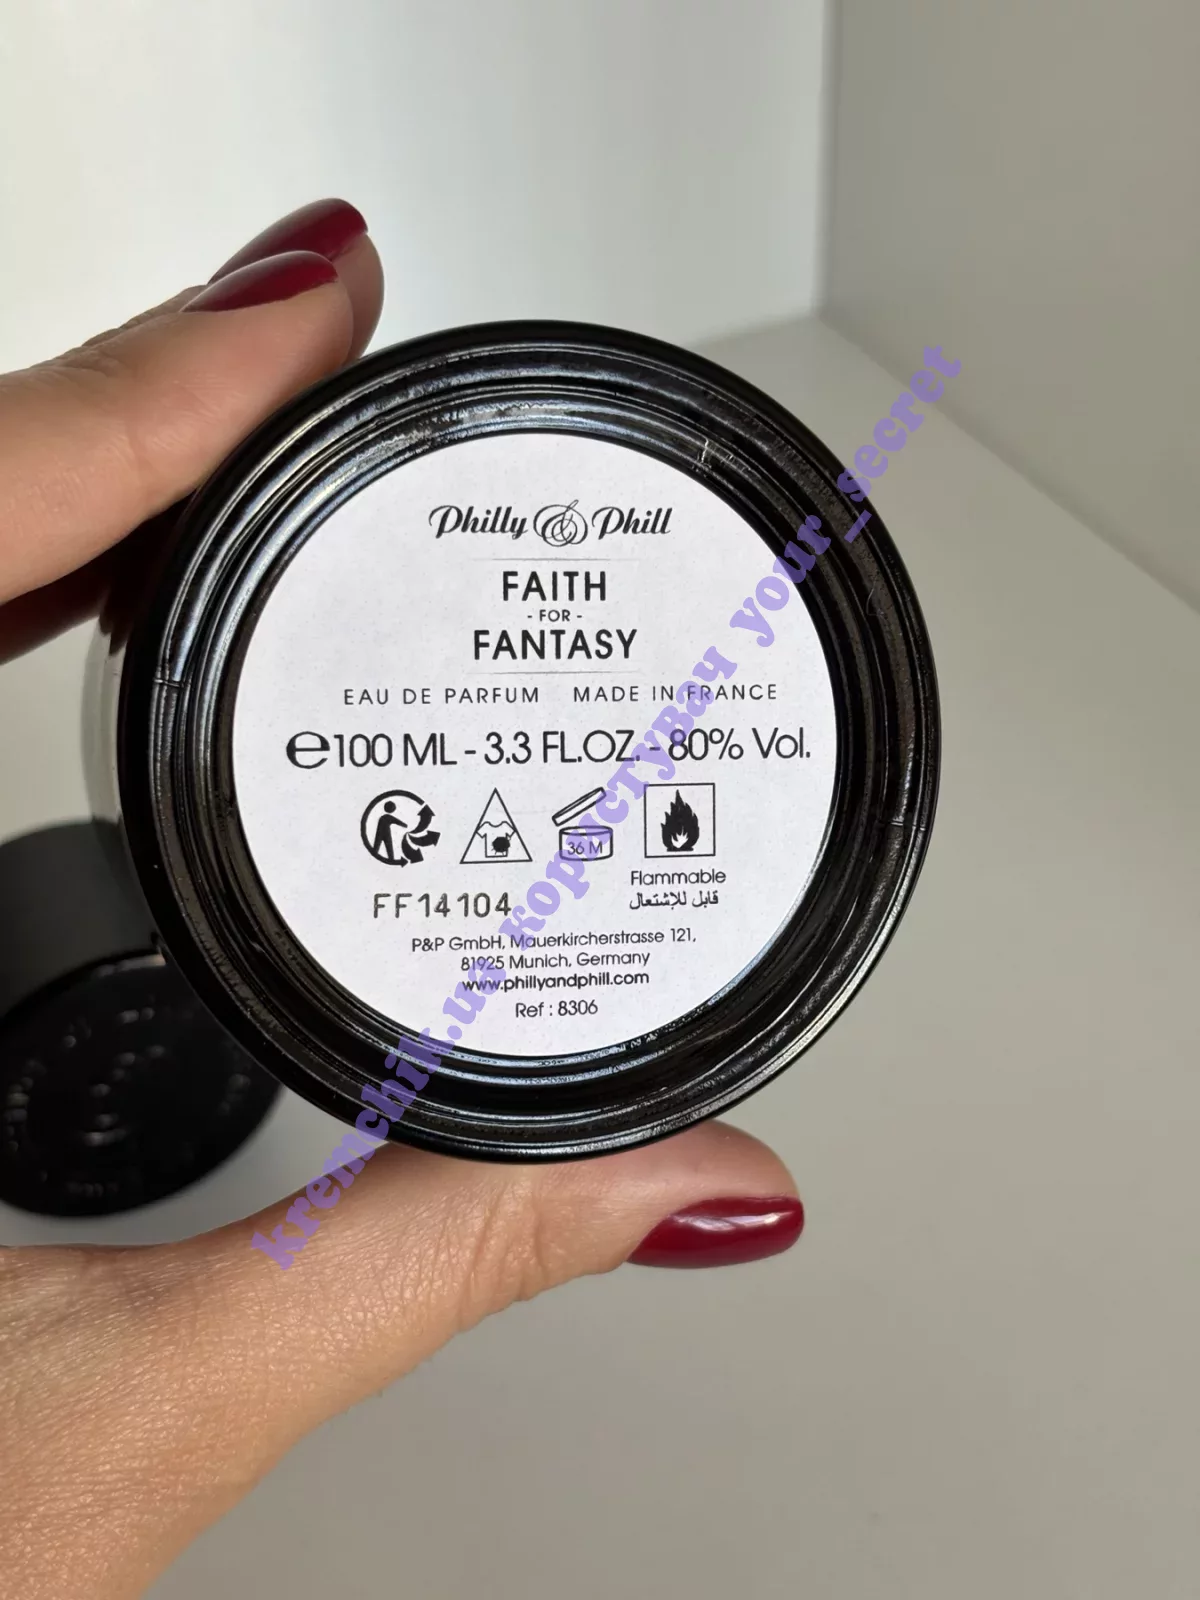 Philly & Phill
FAITH
- FOR -
FANTASY
EAU DE PARFUM MADE IN FRANCE
e100 ML - 3.3 FL.OZ. - 80% Vol.
36 M
Flammable
قابل للإشتعال
FF14104
P&P GmbH, Mauerkircherstrasse 121,
81925 Munich, Germany
www.phillyandphill.com
Ref : 8306
kremchik.ua користувач your_secret